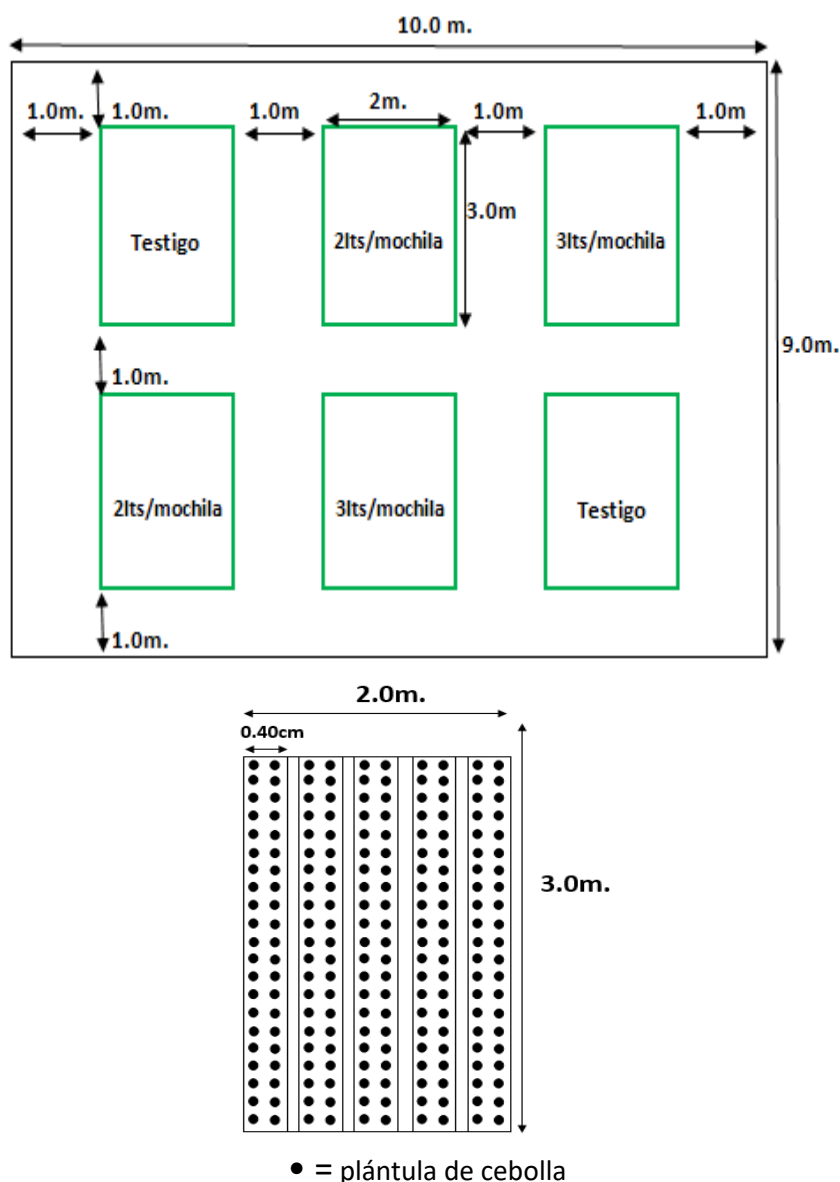 10.0 m.
1.0m.
1.0m.
1.0m
2m.
1.0m
1.0m
3.0m
Testigo
2lts/mochila
3lts/mochila
9.0m.
1.0m.
2lts/mochila
3lts/mochila
Testigo
1.0m.
2.0m.
0.40cm
3.0m.
= plántula de cebolla